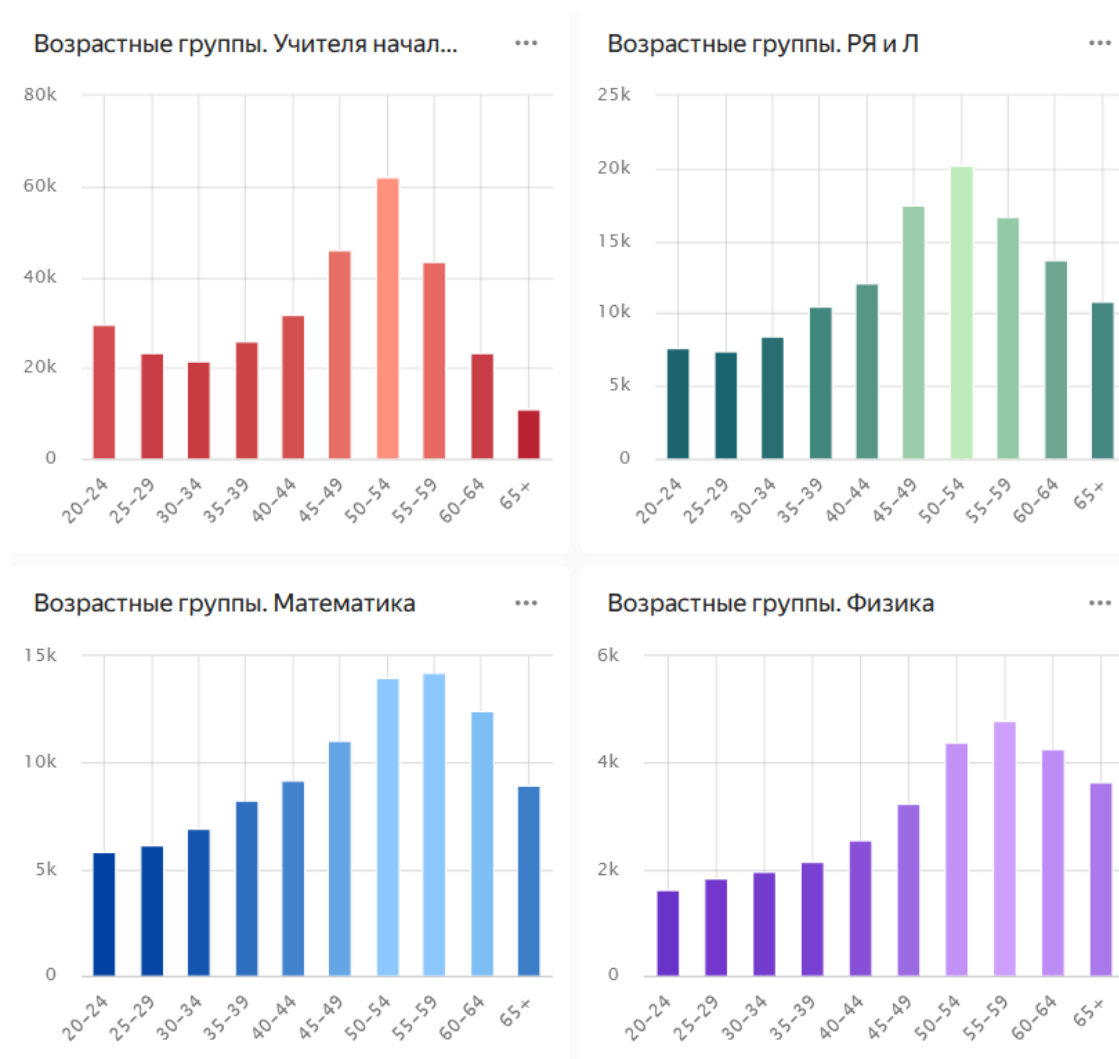 Возрастные группы. Учителя начал...
80k
60k
40k
20k
0
20–24 25–29 30–34 35–39 40–44 45–49 50–54 55–59 60–64 65+
Возрастные группы. РЯ и Л
25k
20k
15k
10k
5k
0
20–24 25–29 30–34 35–39 40–44 45–49 50–54 55–59 60–64 65+
Возрастные группы. Математика
15k
10k
5k
0
20–24 25–29 30–34 35–39 40–44 45–49 50–54 55–59 60–64 65+
Возрастные группы. Физика
6k
4k
2k
0
20–24 25–29 30–34 35–39 40–44 45–49 50–54 55–59 60–64 65+